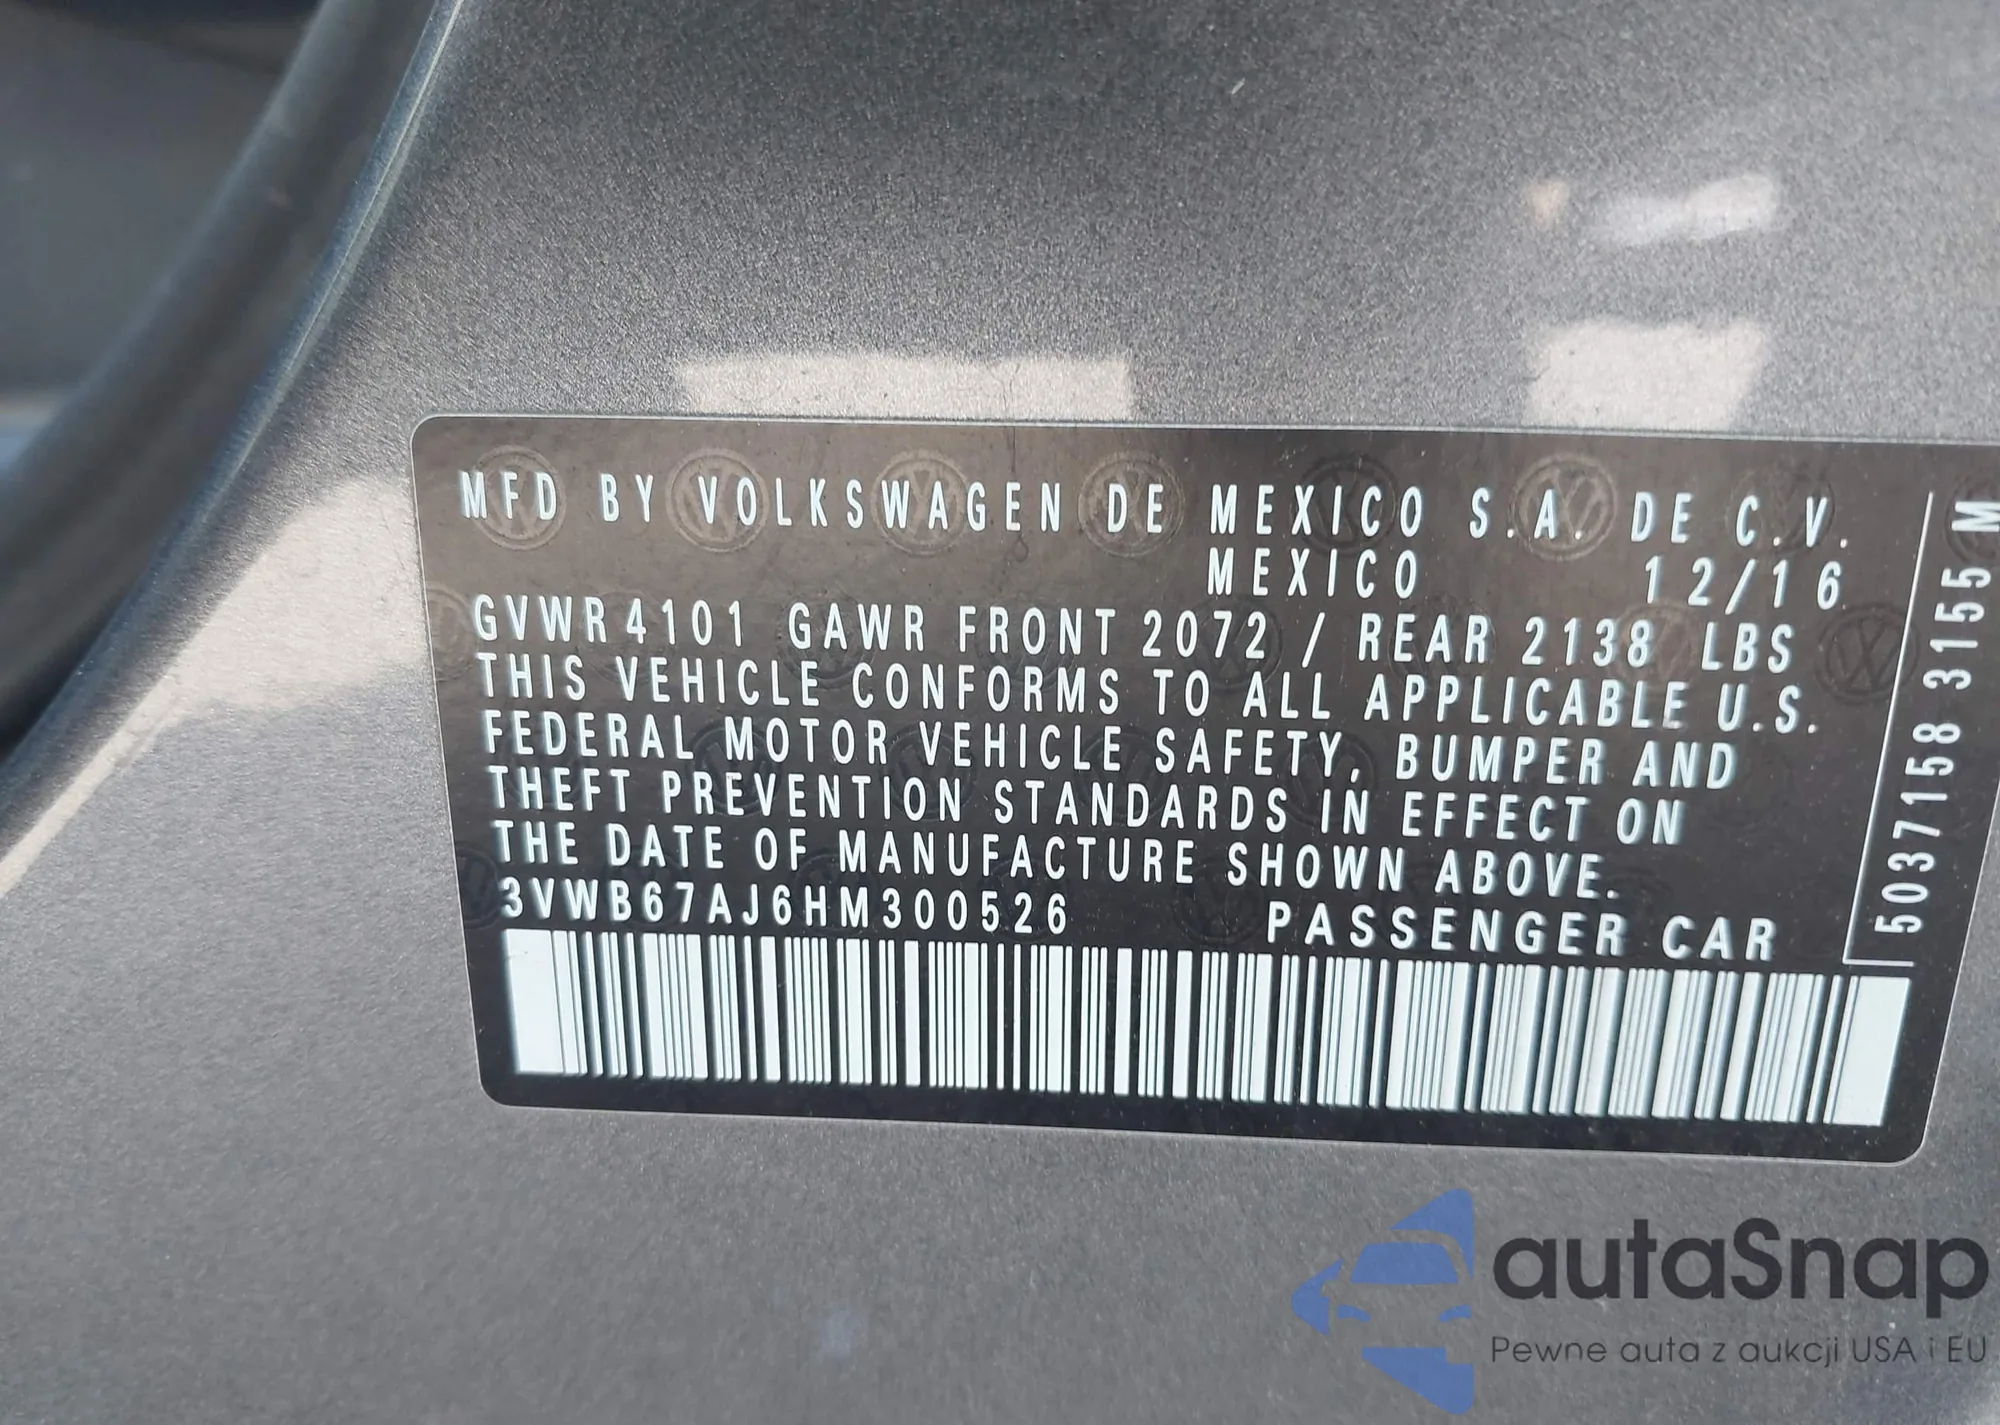 MFD BY VOLKSWAGEN DE MEXICO S.A. DE C.V.
MEXICO 12/16
GVWR 4101 GAWR FRONT 2072 / REAR 2138 LBS
THIS VEHICLE CONFORMS TO ALL APPLICABLE U.S.
FEDERAL MOTOR VEHICLE SAFETY, BUMPER AND
THEFT PREVENTION STANDARDS IN EFFECT ON
THE DATE OF MANUFACTURE SHOWN ABOVE.
3VWB67AJ6HM300526 PASSENGER CAR
5037158 3155 M
autaSnap
Pewne auta z aukcji USA i EU